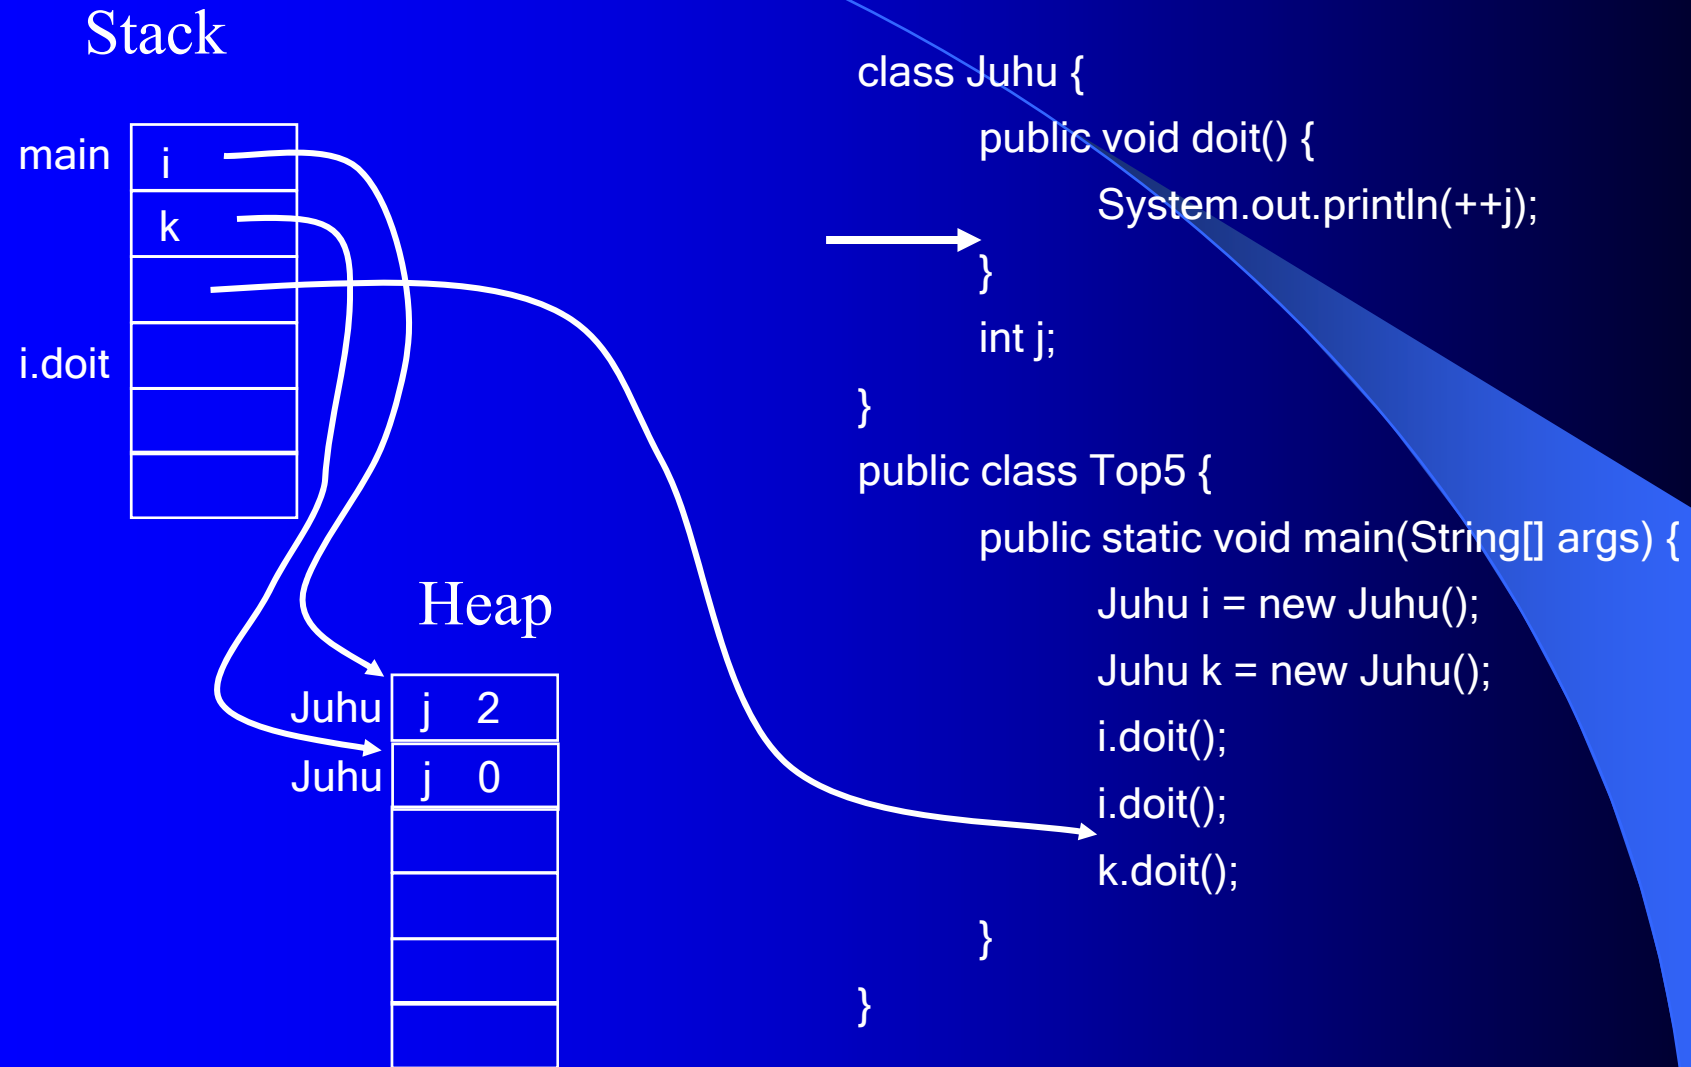 Stack
main
i
k
i.doit
Heap
Juhu
j 2
Juhu
j 0
class Juhu {
public void doit() {
System.out.println(++j);
}
int j;
}
public class Top5 {
public static void main(String[] args) {
Juhu i = new Juhu();
Juhu k = new Juhu();
i.doit();
i.doit();
k.doit();
}
}